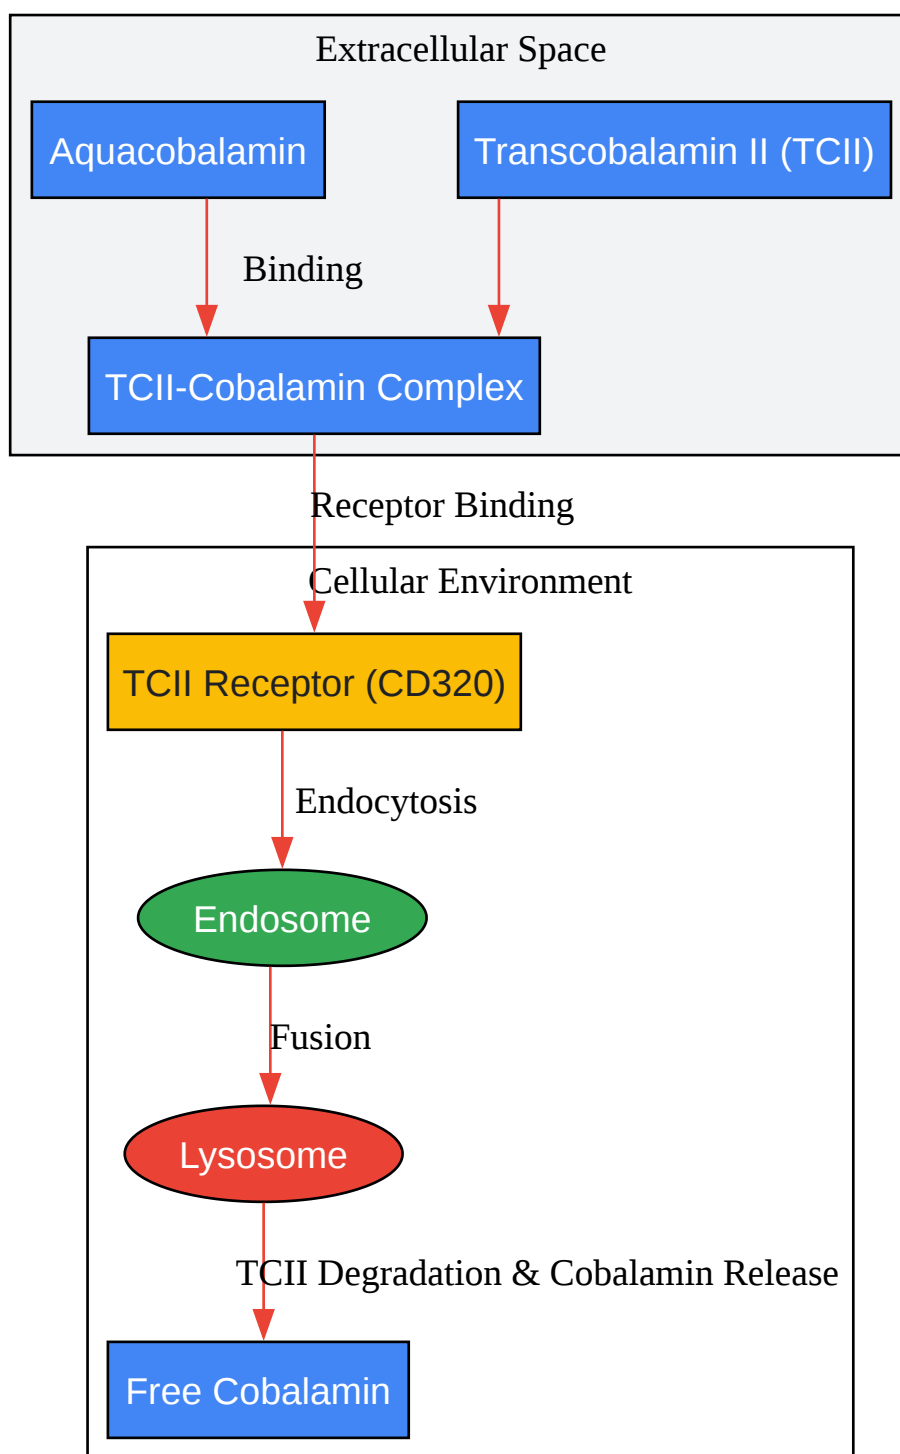 Extracellular Space
Aquacobalamin
Transcobalamin II (TCII)
Binding
TCII-Cobalamin Complex
Receptor Binding
Cellular Environment
TCII Receptor (CD320)
Endocytosis
Endosome
Fusion
Lysosome
TCII Degradation & Cobalamin Release
Free Cobalamin